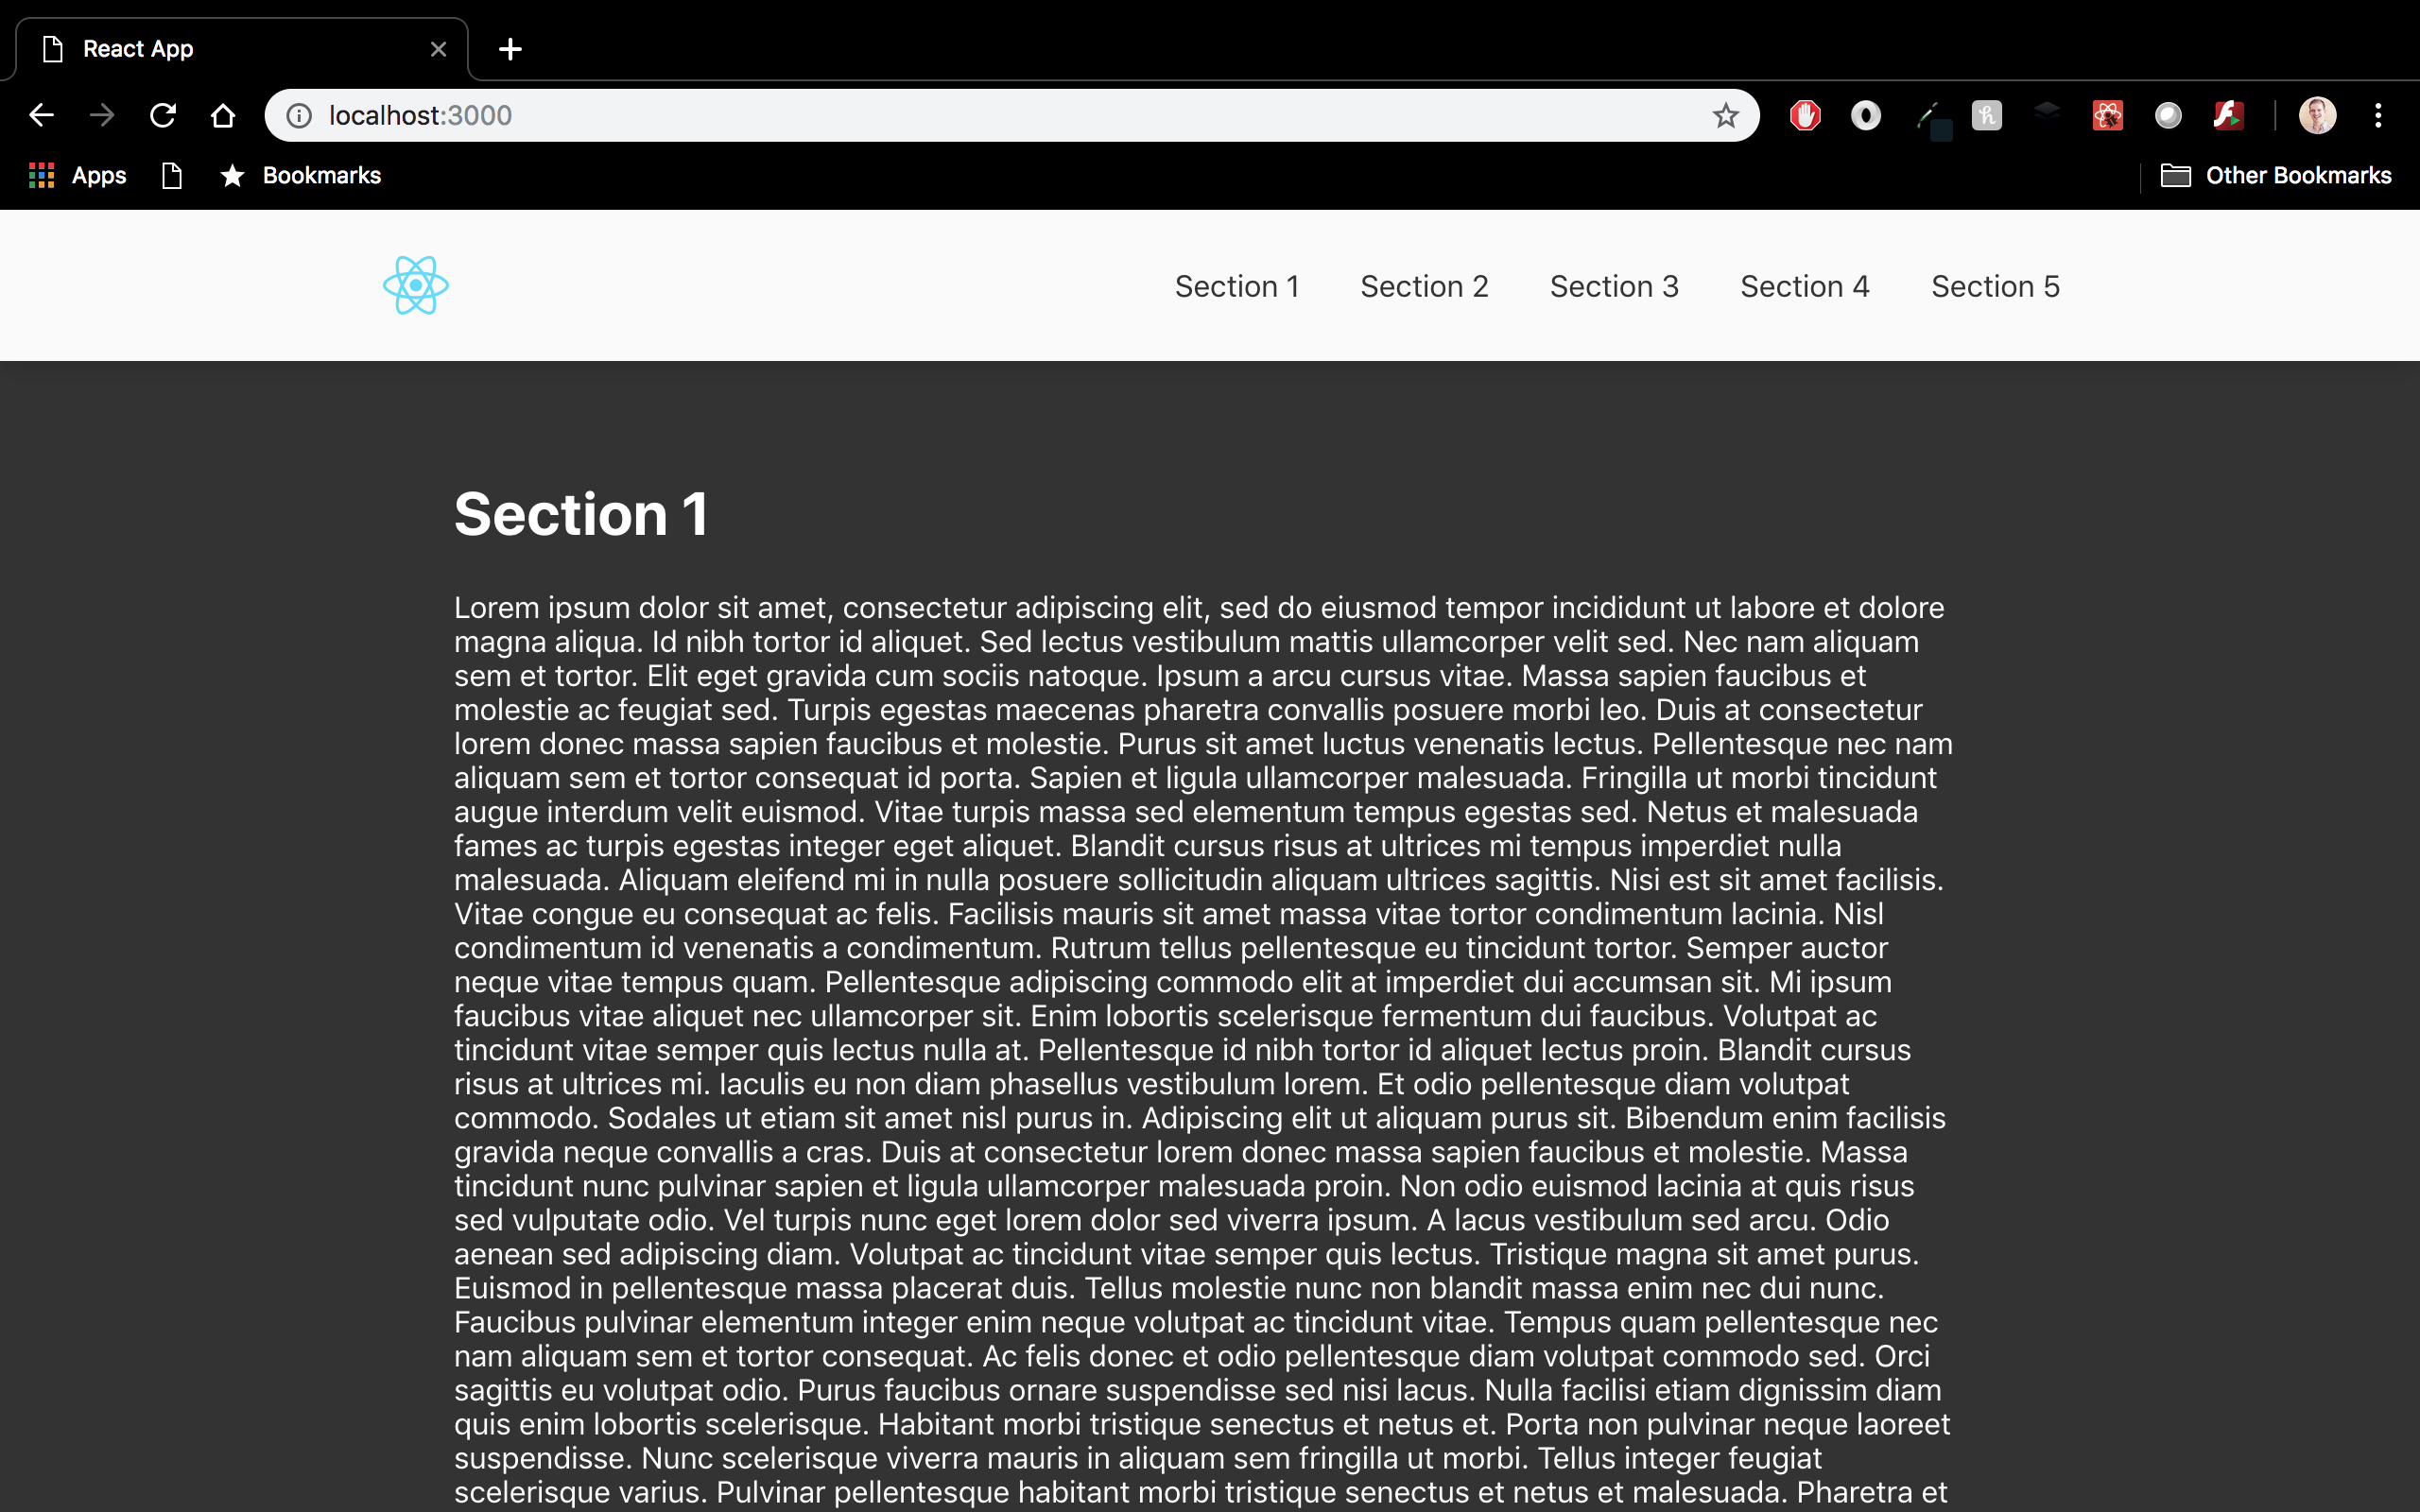 React App
localhost:3000
Apps
Bookmarks
Other Bookmarks
Section 1
Section 2
Section 3
Section 4
Section 5
Section 1
Lorem ipsum dolor sit amet, consectetur adipiscing elit, sed do eiusmod tempor incididunt ut labore et dolore
magna aliqua. Id nibh tortor id aliquet. Sed lectus vestibulum mattis ullamcorper velit sed. Nec nam aliquam
sem et tortor. Elit eget gravida cum sociis natoque. Ipsum a arcu cursus vitae. Massa sapien faucibus et
molestie ac feugiat sed. Turpis egestas maecenas pharetra convallis posuere morbi leo. Duis at consectetur
lorem donec massa sapien faucibus et molestie. Purus sit amet luctus venenatis lectus. Pellentesque nec nam
aliquam sem et tortor consequat id porta. Sapien et ligula ullamcorper malesuada. Fringilla ut morbi tincidunt
augue interdum velit euismod. Vitae turpis massa sed elementum tempus egestas sed. Netus et malesuada
fames ac turpis egestas integer eget aliquet. Blandit cursus risus at ultrices mi tempus imperdiet nulla
malesuada. Aliquam eleifend mi in nulla posuere sollicitudin aliquam ultrices sagittis. Nisi est sit amet facilisis.
Vitae congue eu consequat ac felis. Facilisis mauris sit amet massa vitae tortor condimentum lacinia. Nisl
condimentum id venenatis a condimentum. Rutrum tellus pellentesque eu tincidunt tortor. Semper auctor
neque vitae tempus quam. Pellentesque adipiscing commodo elit at imperdiet dui accumsan sit. Mi ipsum
faucibus vitae aliquet nec ullamcorper sit. Enim lobortis scelerisque fermentum dui faucibus. Volutpat ac
tincidunt vitae semper quis lectus nulla at. Pellentesque id nibh tortor id aliquet lectus proin. Blandit cursus
risus at ultrices mi. Iaculis eu non diam phasellus vestibulum lorem. Et odio pellentesque diam volutpat
commodo. Sodales ut etiam sit amet nisl purus in. Adipiscing elit ut aliquam purus sit. Bibendum enim facilisis
gravida neque convallis a cras. Duis at consectetur lorem donec massa sapien faucibus et molestie. Massa
tincidunt nunc pulvinar sapien et ligula ullamcorper malesuada proin. Non odio euismod lacinia at quis risus
sed vulputate odio. Vel turpis nunc eget lorem dolor sed viverra ipsum. A lacus vestibulum sed arcu. Odio
aenean sed adipiscing diam. Volutpat ac tincidunt vitae semper quis lectus. Tristique magna sit amet purus.
Euismod in pellentesque massa placerat duis. Tellus molestie nunc non blandit massa enim nec dui nunc.
Faucibus pulvinar elementum integer enim neque volutpat ac tincidunt vitae. Tempus quam pellentesque nec
nam aliquam sem et tortor consequat. Ac felis donec et odio pellentesque diam volutpat commodo sed. Orci
sagittis eu volutpat odio. Purus faucibus ornare suspendisse sed nisi lacus. Nulla facilisi etiam dignissim diam
quis enim lobortis scelerisque. Habitant morbi tristique senectus et netus et. Porta non pulvinar neque laoreet
suspendisse. Nunc scelerisque viverra mauris in aliquam sem fringilla ut morbi. Tellus integer feugiat
scelerisque varius. Pulvinar pellentesque habitant morbi tristique senectus et netus et malesuada. Pharetra et